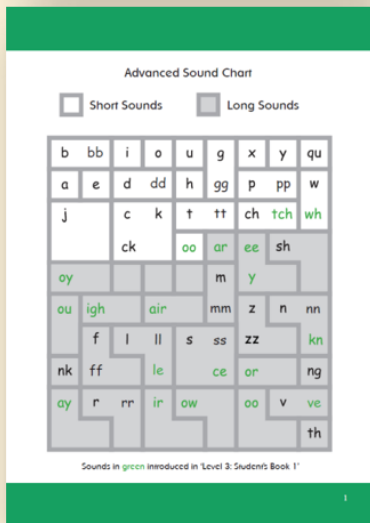 Advanced Sound Chart
Short Sounds Long Sounds
b bb i o u g x y qu
a e d dd h gg p pp w
j c k t tt ch tch wh
ck oo ar ee sh
oy m y
ou igh air mm z n nn
f l ll s ss zz kn
nk ff le ce or ng
ay r rr ir ow oo v ve
th
Sounds in green introduced in 'Level 3: Student's Book 1'
1